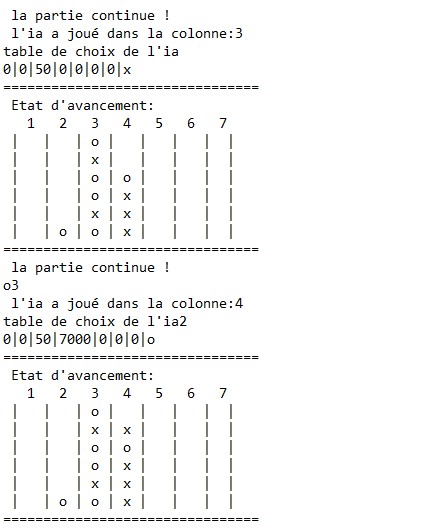 la partie continue !
l'ia a joué dans la colonne:3
table de choix de l'ia
0|0|50|0|0|0|0|x
================================
Etat d'avancement:
1 2 3 4 5 6 7
| | | o | | | | |
| | | x | | | | |
| | | o | o | | | |
| | | o | x | | | |
| | | x | x | | | |
| | o | o | x | | | |
================================
la partie continue !
o3
l'ia a joué dans la colonne:4
table de choix de l'ia2
0|0|50|7000|0|0|0|o
================================
Etat d'avancement:
1 2 3 4 5 6 7
| | | o | | | | |
| | | x | x | | | |
| | | o | o | | | |
| | | o | x | | | |
| | | x | x | | | |
| | o | o | x | | | |
================================